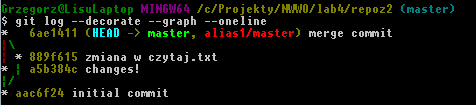 Grzegorz@LisuLaptop MINGW64 /c/Projekty/NWWO/lab4/repoz2 (master)
$ git log --decorate --graph --oneline
*   6ae1411 (HEAD -> master, alias1/master) merge commit
|\
| * 889f615 zmiana w czytaj.txt
* | a5b384c changes!
|/
* aac6f24 initial commit